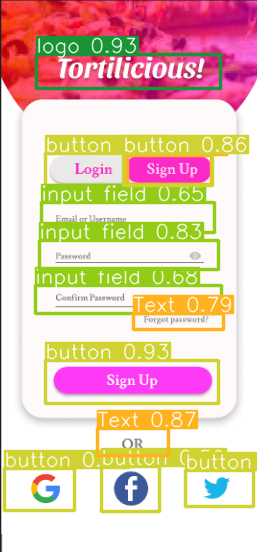 logo 0.93
Tortilicious!
button button 0.86
Login Sign Up
input field 0.65
Email or Username
input field 0.83
Password
input field 0.68
Confirm Password
Text 0.79
Forgot password?
button 0.93
Sign Up
Text 0.87
OR
button button button